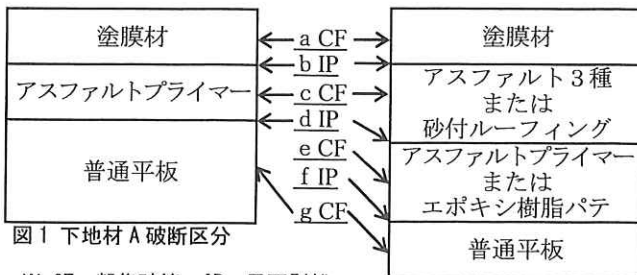 塗膜材
アスファルトプライマー
普通平板
図1 下地材A破断区分
a CF
b IP
c CF
d IP
e CF
f IP
g CF
塗膜材
アスファルト3種
または
砂付ルーフィング
アスファルトプライマー
または
エポキシ樹脂パテ
普通平板